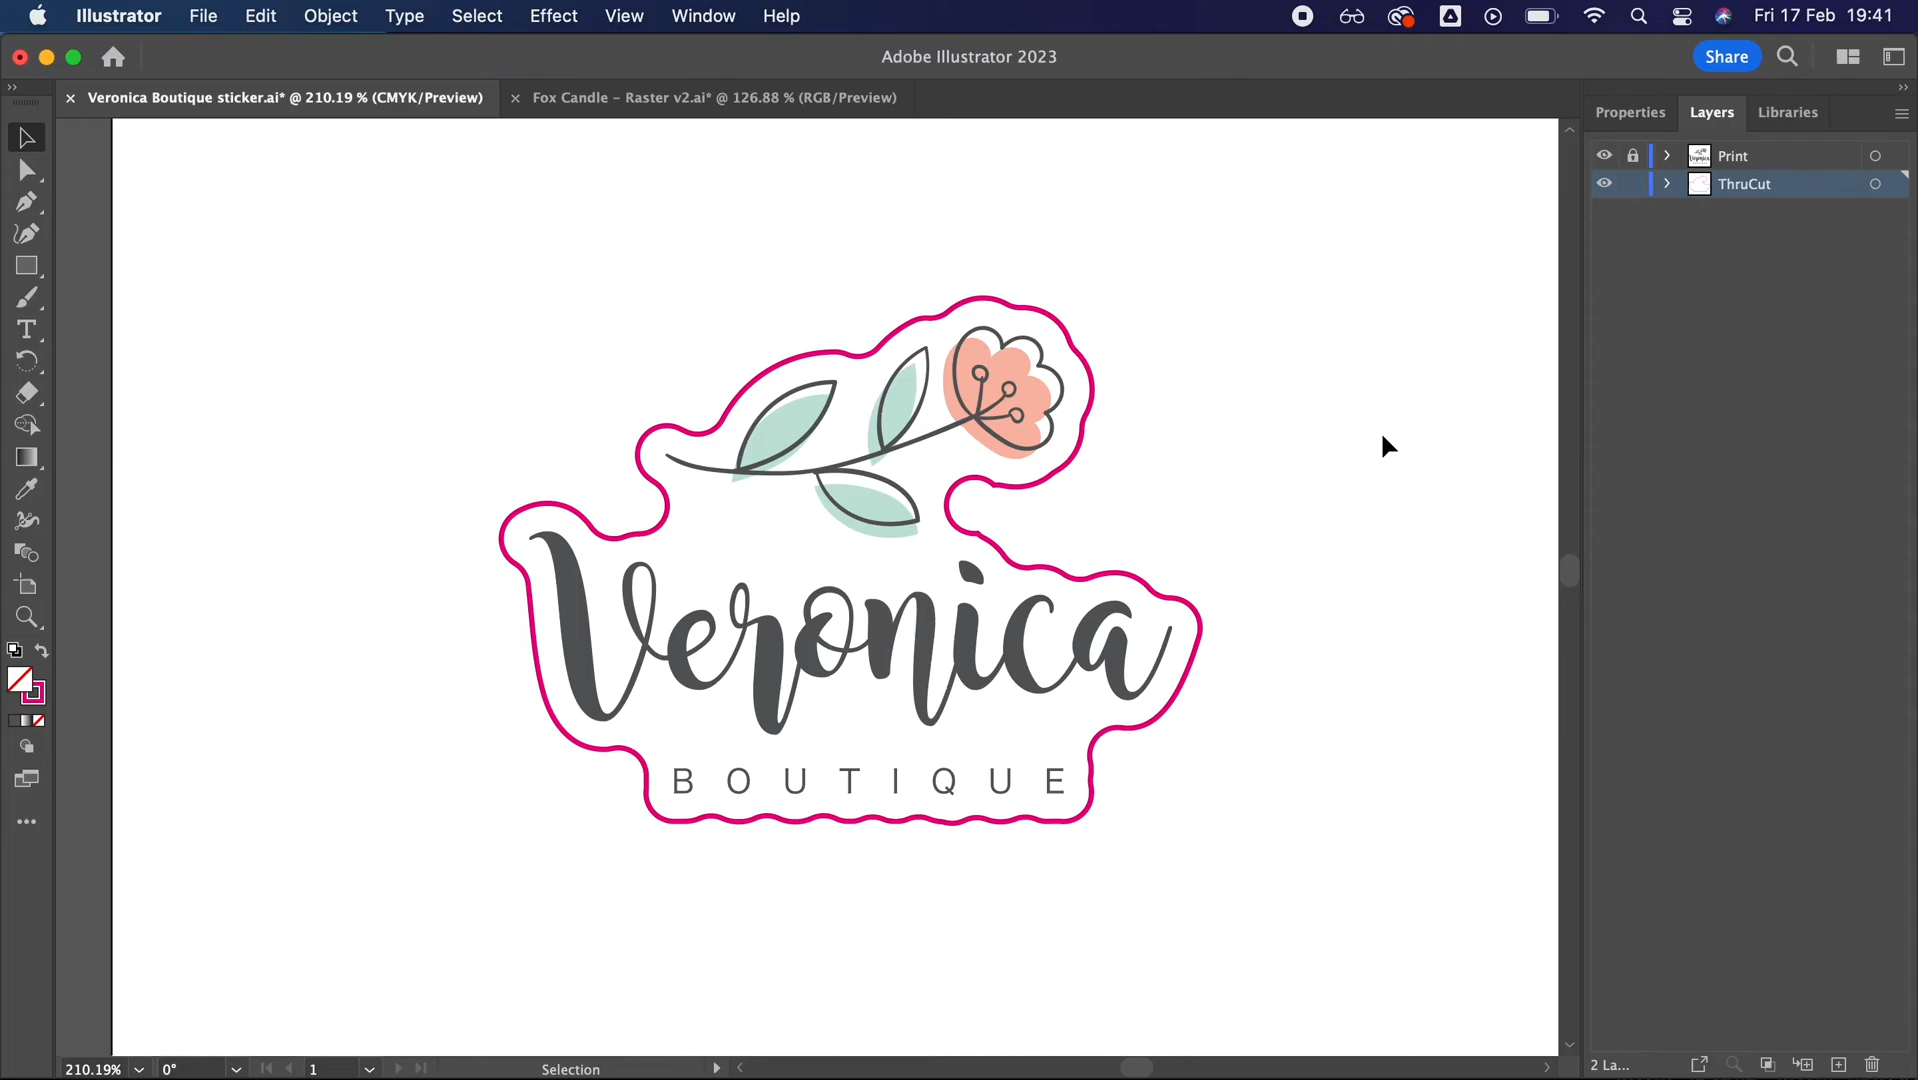 Illustrator File Edit Object Type Select Effect View Window Help Fri 17 Feb 19:41
Adobe Illustrator 2023 Share
Veronica Boutique sticker.ai* @ 210.19 % (CMYK/Preview) Fox Candle - Raster v2.ai* @ 126.88 % (RGB/Preview)
Properties Layers Libraries
Print
ThruCut
Veronica
BOUTIQUE
210.19% 0° 1 Selection 2 La...